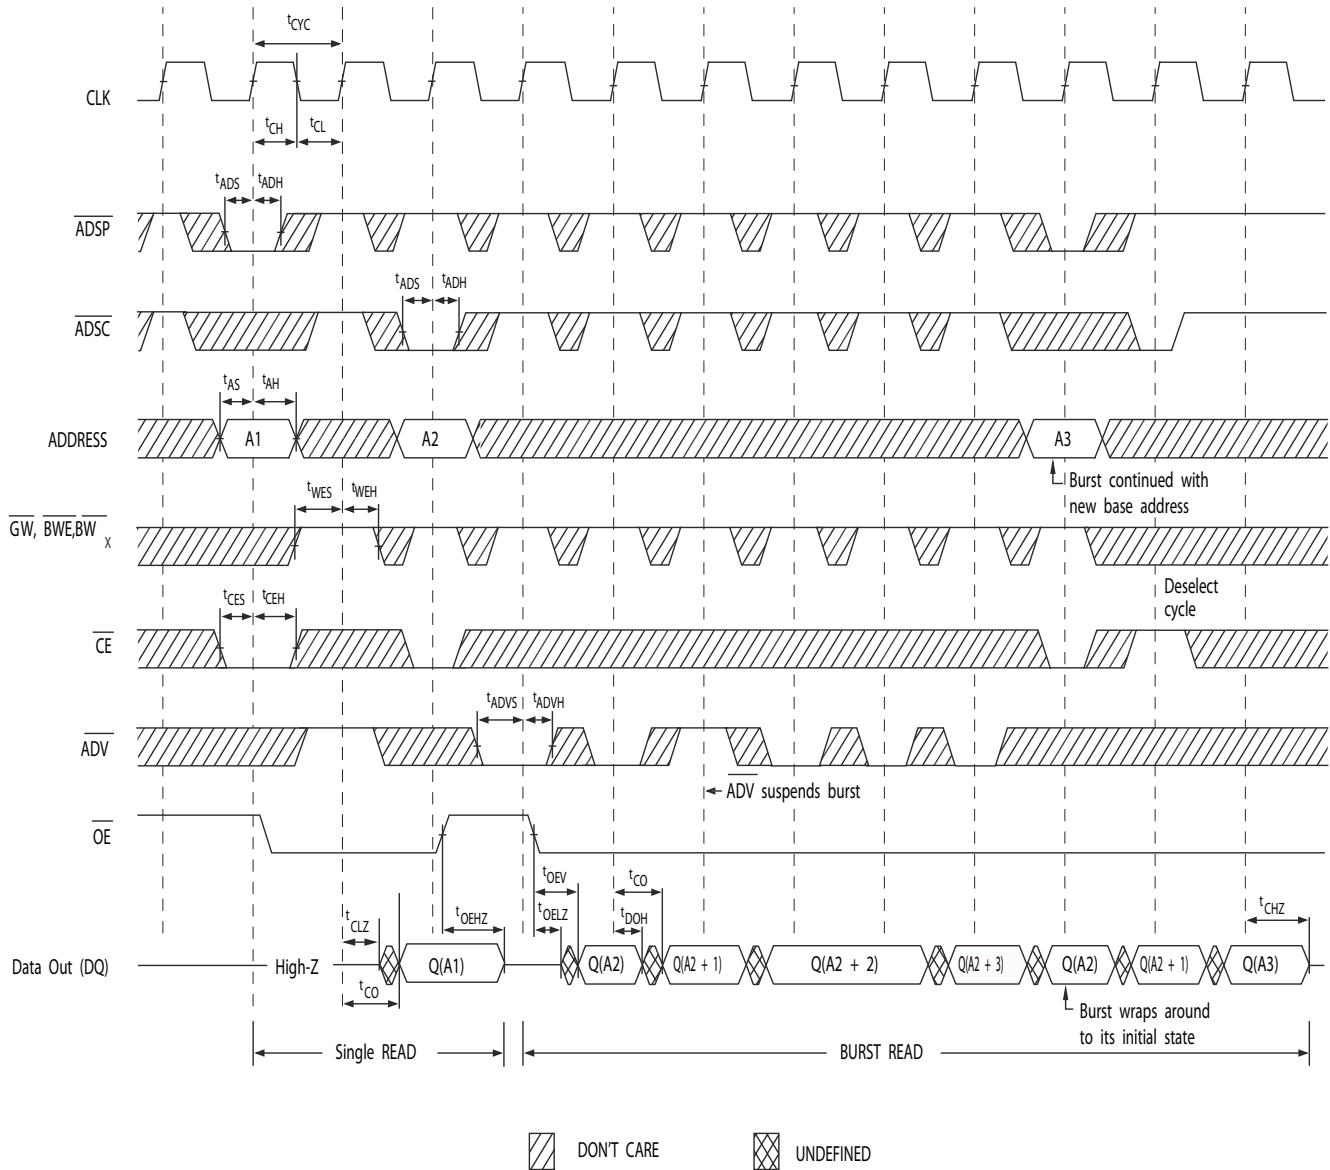 tCYC
CLK
tCH
tCL
tADS
tADH
ADSP
tADS
tADH
ADSC
tAS
tAH
ADDRESS
A1
A2
A3
Burst continued with
new base address
tWES
tWEH
GW, BWE,BW X
Deselect
cycle
tCES
tCEH
CE
tADVS
tADVH
ADV
ADV suspends burst
OE
tOEV
tCO
tCLZ
tOEHZ
tOELZ
tDOH
tCHZ
Data Out (DQ)
High-Z
Q(A1)
Q(A2)
Q(A2 + 1)
Q(A2 + 2)
Q(A2 + 3)
Q(A2)
Q(A2 + 1)
Q(A3)
tCO
Burst wraps around
to its initial state
Single READ
BURST READ
DON'T CARE
UNDEFINED